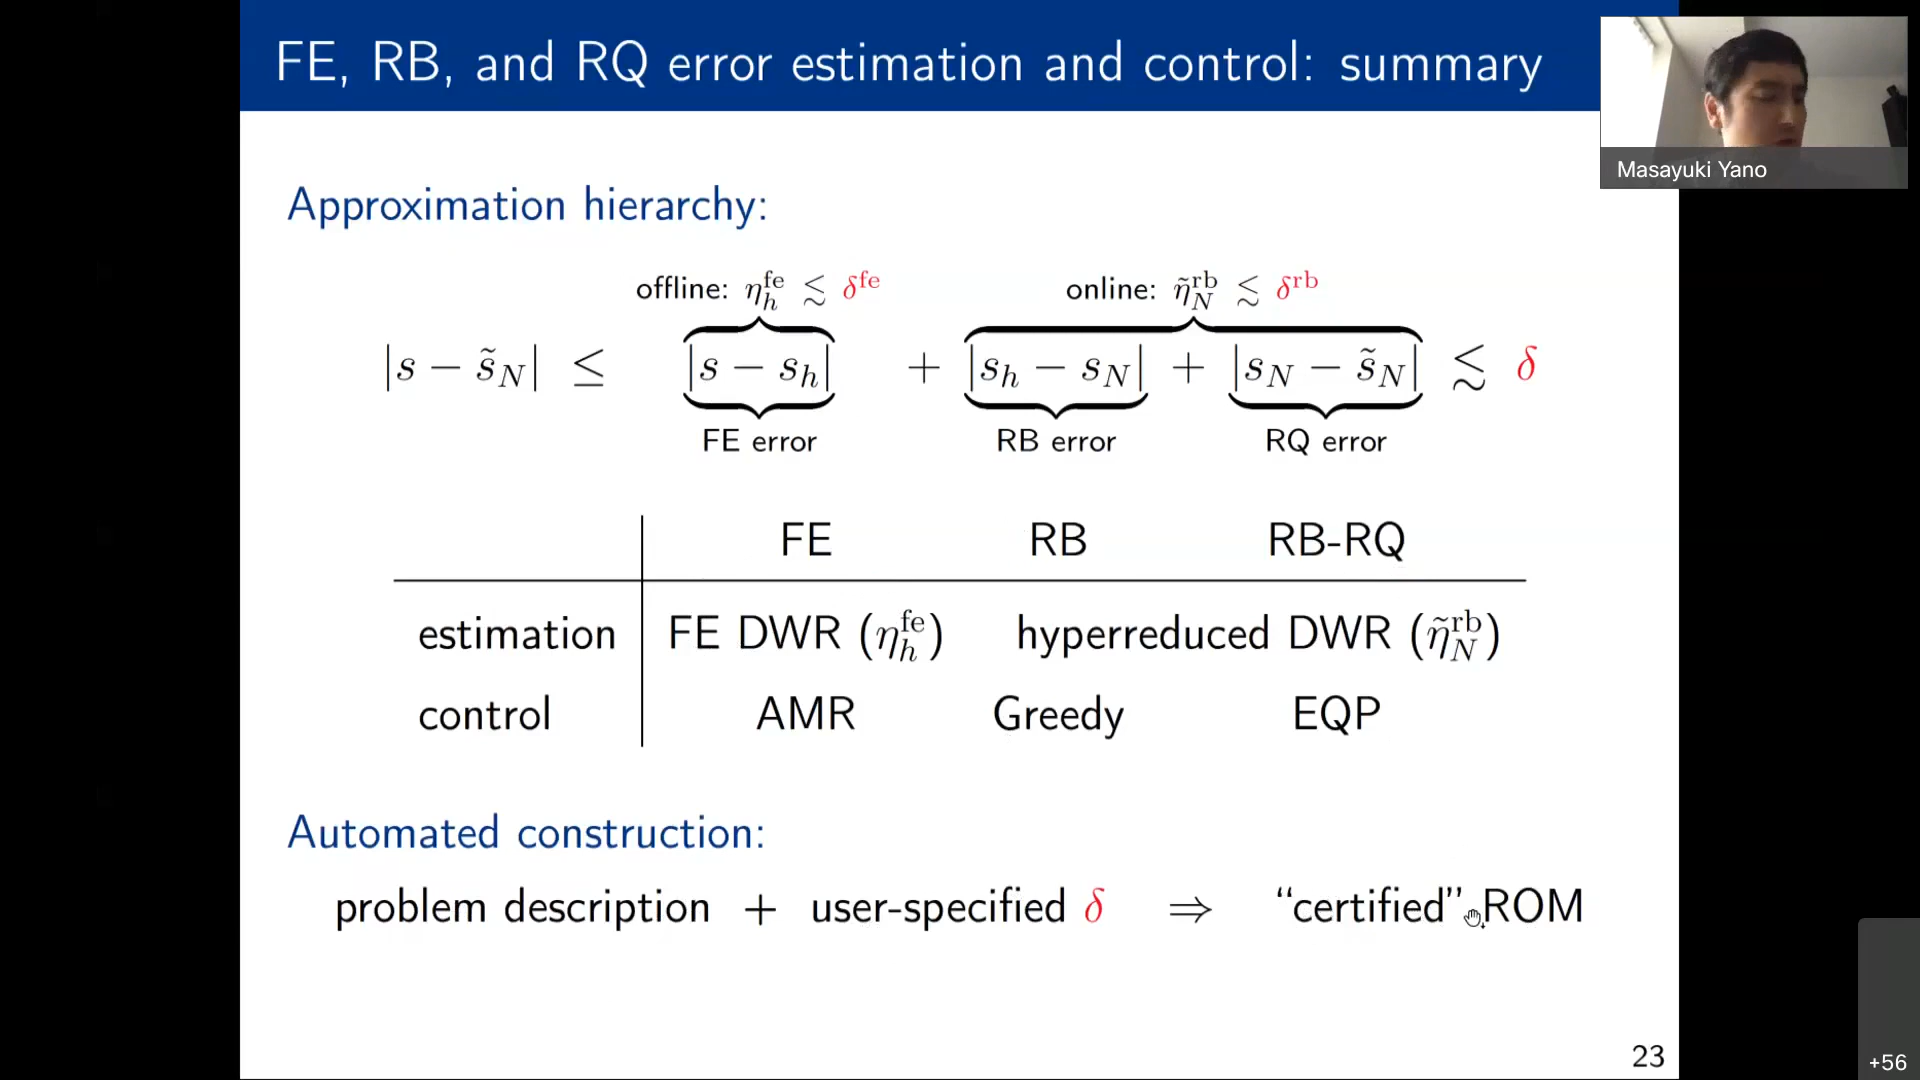 FE, RB, and RQ error estimation and control: summary
Masayuki Yano
Approximation hierarchy:
offline: η_h^fe ≲ δ^fe online: η̃_N^rb ≲ δ^rb
|s − s̃_N| ≤ |s − s_h| + |s_h − s_N| + |s_N − s̃_N| ≲ δ
FE error RB error RQ error
FE RB RB-RQ
estimation FE DWR (η_h^fe) hyperreduced DWR (η̃_N^rb)
control AMR Greedy EQP
Automated construction:
problem description + user-specified δ ⇒ “certified” ROM
23
+56